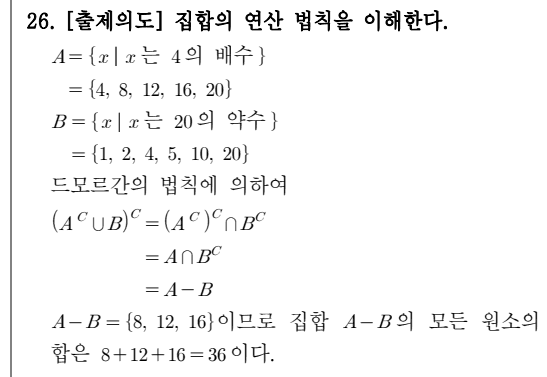 26. [출제의도] 집합의 연산 법칙을 이해한다.
A = {x | x는 4의 배수}
= {4, 8, 12, 16, 20}
B = {x | x는 20의 약수}
= {1, 2, 4, 5, 10, 20}
드모르간의 법칙에 의하여
(A^C ∪ B)^C = (A^C)^C ∩ B^C
= A ∩ B^C
= A − B
A − B = {8, 12, 16}이므로 집합 A − B의 모든 원소의
합은 8+12+16 = 36이다.